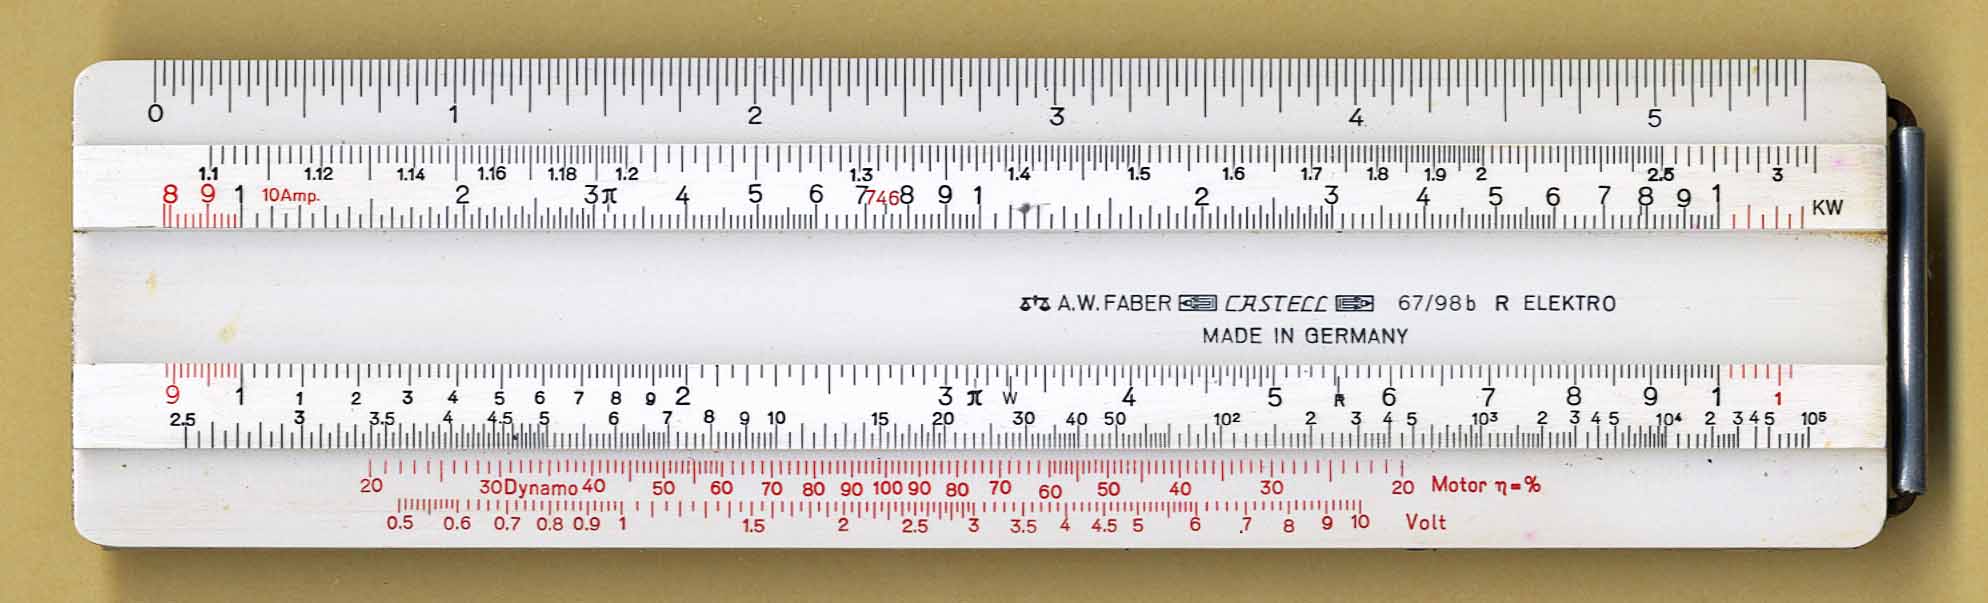 0 1 2 3 4 5
1.1 1.12 1.14 1.16 1.18 1.2 1.3 1.4 1.5 1.6 1.7 1.8 1.9 2 2.5 3
8 9 1 10Amp. 2 3 π 4 5 6 7 746 8 9 1 2 3 4 5 6 7 8 9 1 KW
A.W. FABER CASTELL 67/98 b R ELEKTRO
MADE IN GERMANY
9 1 1 2 3 4 5 6 7 8 9 2 3 π W 4 5 6 7 8 9 1 1
2.5 3 3.5 4 4.5 5 6 7 8 9 10 15 20 30 40 50 10² 2 3 4 5 10³ 2 3 4 5 10⁴ 2 3 4 5 10⁵
20 30 Dynamo 40 50 60 70 80 90 100 90 80 70 60 50 40 30 20 Motor η=%
0.5 0.6 0.7 0.8 0.9 1 1.5 2 2.5 3 3.5 4 4.5 5 6 7 8 9 10 Volt